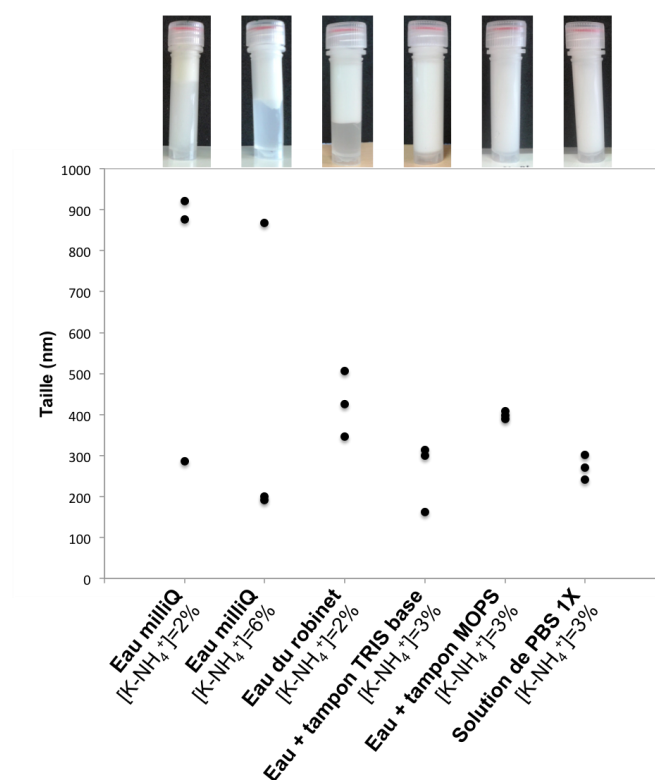 1000
900
800
700
600
500
400
300
200
100
0
Taille (nm)
Eau milliQ
[K-NH₄⁺]=2%
Eau milliQ
[K-NH₄⁺]=6%
Eau du robinet
[K-NH₄⁺]=2%
Eau + tampon TRIS base
[K-NH₄⁺]=3%
Eau + tampon MOPS
[K-NH₄⁺]=3%
Solution de PBS 1X
[K-NH₄⁺]=3%